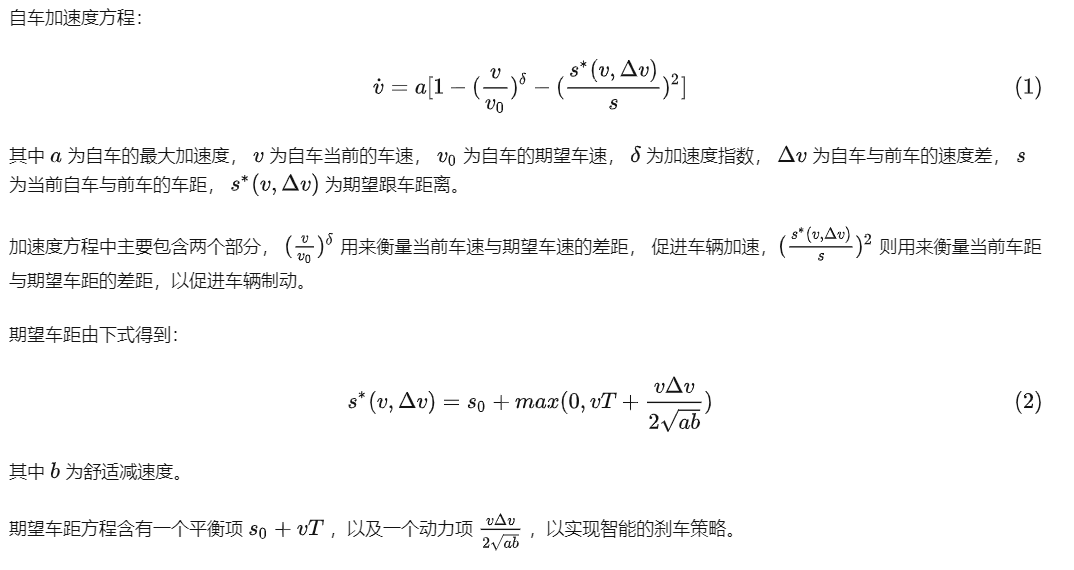 自车加速度方程：
$\dot{v} = a[1 - (\frac{v}{v_0})^\delta - (\frac{s^*(v,\Delta v)}{s})^2]$ (1)
其中 $a$ 为自车的最大加速度， $v$ 为自车当前的车速， $v_0$ 为自车的期望车速， $\delta$ 为加速度指数， $\Delta v$ 为自车与前车的速度差， $s$
为当前自车与前车的车距， $s^*(v,\Delta v)$ 为期望跟车距离。
加速度方程中主要包含两个部分， $(\frac{v}{v_0})^\delta$ 用来衡量当前车速与期望车速的差距， 促进车辆加速，$(\frac{s^*(v,\Delta v)}{s})^2$ 则用来衡量当前车距
与期望车距的差距，以促进车辆制动。
期望车距由下式得到：
$s^*(v,\Delta v) = s_0 + max(0, vT + \frac{v\Delta v}{2\sqrt{ab}})$ (2)
其中 $b$ 为舒适减速度。
期望车距方程含有一个平衡项 $s_0 + vT$ ，以及一个动力项 $\frac{v\Delta v}{2\sqrt{ab}}$ ，以实现智能的刹车策略。